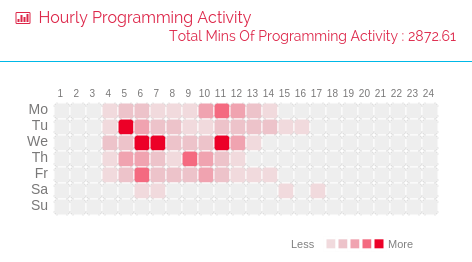 Hourly Programming Activity
Total Mins Of Programming Activity : 2872.61
1 2 3 4 5 6 7 8 9 10 11 12 13 14 15 16 17 18 19 20 21 22 23 24
Mo
Tu
We
Th
Fr
Sa
Su
Less More